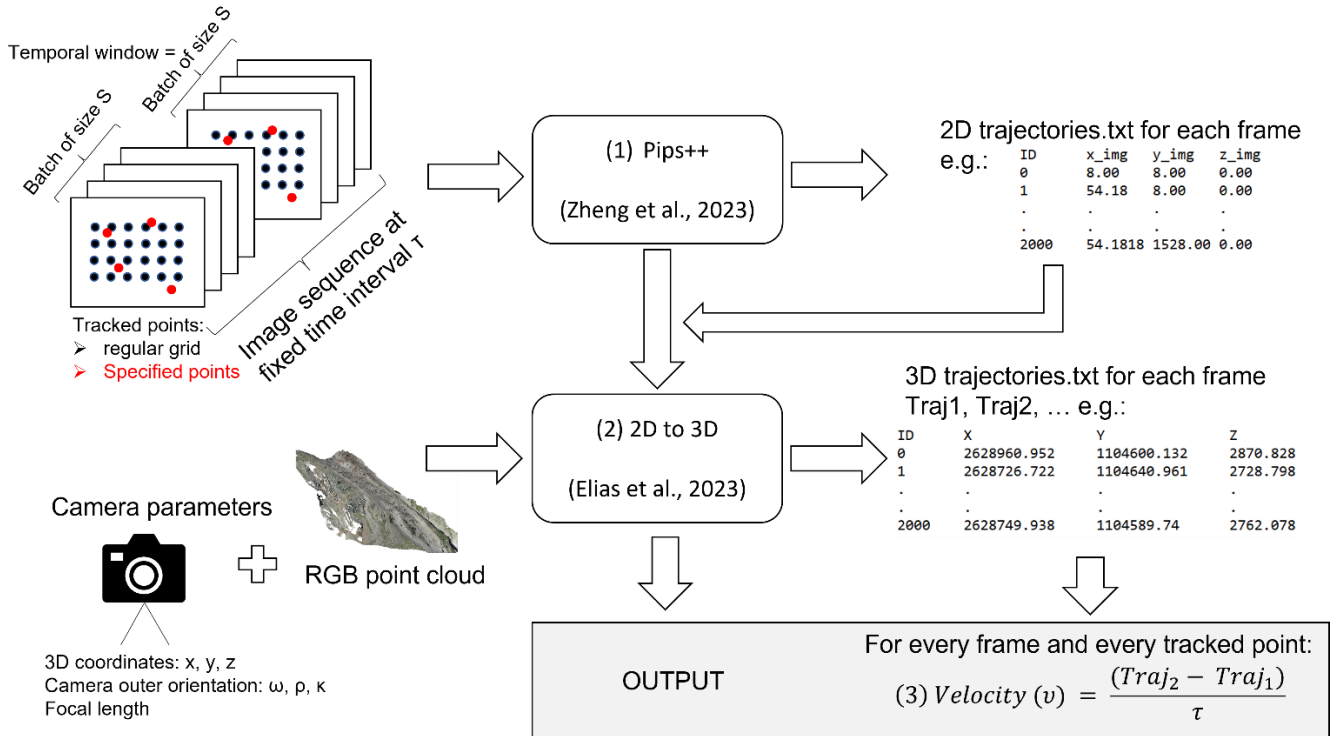 Temporal window =
Batch of size S
Batch of size S
Image sequence at
fixed time interval τ
Tracked points:
➢ regular grid
➢ Specified points
(1) Pips++
(Zheng et al., 2023)
2D trajectories.txt for each frame
e.g.:
ID x_img y_img z_img
0 8.00 8.00 0.00
1 54.18 8.00 0.00
. . . .
. . . .
2000 54.1818 1528.00 0.00
(2) 2D to 3D
(Elias et al., 2023)
3D trajectories.txt for each frame
Traj1, Traj2, … e.g.:
ID X Y Z
0 2628960.952 1104600.132 2870.828
1 2628726.722 1104640.961 2728.798
. . . .
. . . .
2000 2628749.938 1104589.74 2762.078
Camera parameters
RGB point cloud
3D coordinates: x, y, z
Camera outer orientation: ω, ρ, κ
Focal length
OUTPUT
For every frame and every tracked point:
(3) Velocity (υ) = (Traj₂ − Traj₁) / τ